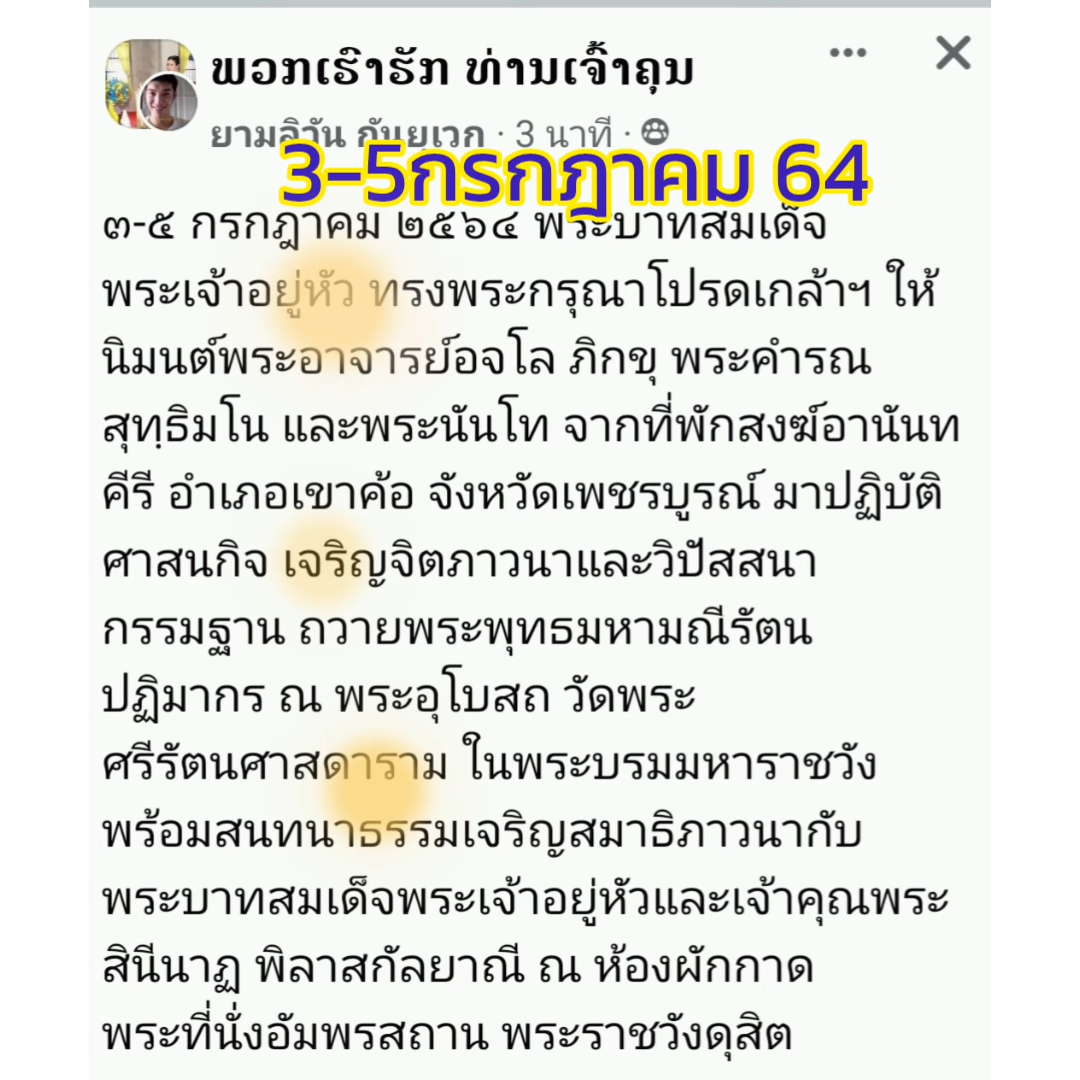 พวกเฮาฮัก ท่านเจ้าคุณ
ยามลิวัน กันยุเวก · 3 นาที ·
3-5กรกฎาคม 64
๓-๕ กรกฎาคม ๒๕๖๔ พระบาทสมเด็จ
พระเจ้าอยู่หัว ทรงพระกรุณาโปรดเกล้าฯ ให้
นิมนต์พระอาจารย์อจโล ภิกขุ พระคำรณ
สุทฺธิมโน และพระนันโท จากที่พักสงฆ์อานันท
คีรี อำเภอเขาค้อ จังหวัดเพชรบูรณ์ มาปฏิบัติ
ศาสนกิจ เจริญจิตภาวนาและวิปัสสนา
กรรมฐาน ถวายพระพุทธมหามณีรัตน
ปฏิมากร ณ พระอุโบสถ วัดพระ
ศรีรัตนศาสดาราม ในพระบรมมหาราชวัง
พร้อมสนทนาธรรมเจริญสมาธิภาวนากับ
พระบาทสมเด็จพระเจ้าอยู่หัวและเจ้าคุณพระ
สินีนาฏ พิลาสกัลยาณี ณ ห้องผักกาด
พระที่นั่งอัมพรสถาน พระราชวังดุสิต